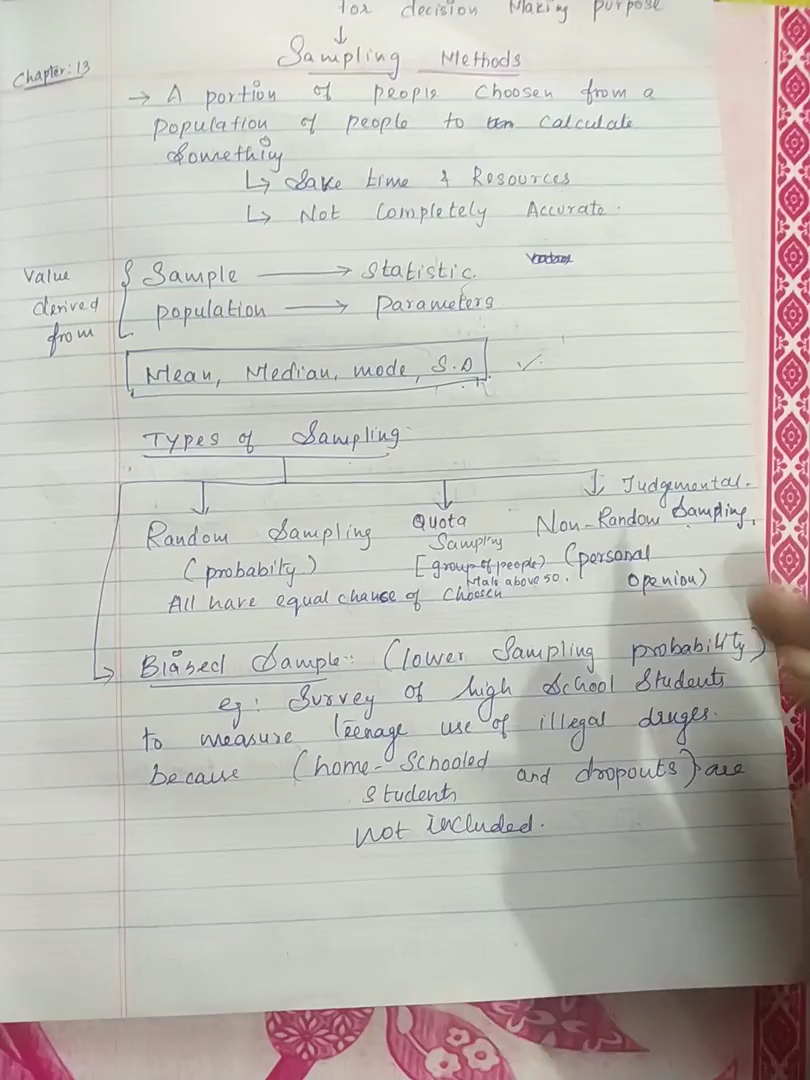 for decision Making purpose
↓
Sampling Methods
Chapter: 13
→ A portion of people choosen from a
population of people to calculate
Something
↳ Save time & Resources
↳ Not Completely Accurate.
Value derived from
{ Sample → Statistic.
population → parameters
Mean, Median, mode, S.D ✓
Types of Sampling
↓ Judgmental.
Random Sampling Quota Sampling Non-Random Sampling.
(probabity) [group of people) (personal openion)
Male above 50.
All have equal chance of Choosen
→ Biased Sample: (lower Sampling probability)
eg: Survey of high School Students
to measure teenage use of illegal druges.
because (home-Schooled and dropouts) are
Students
not included.